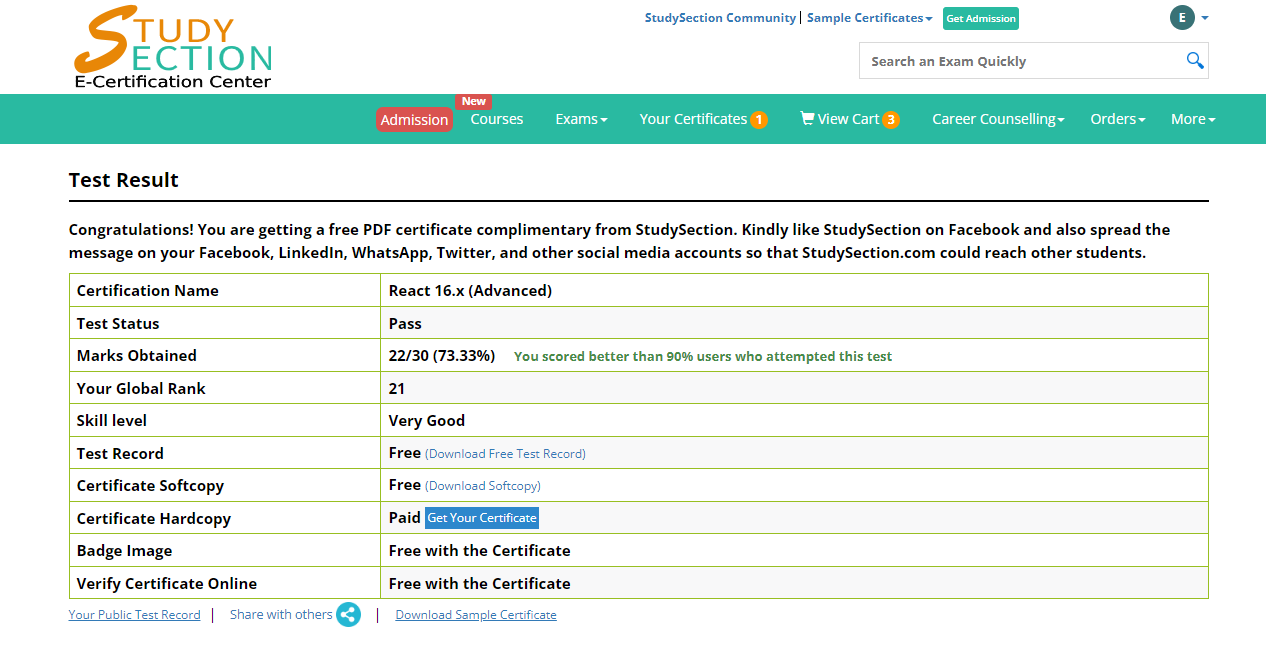 STUDY
SECTION
E-Certification Center
StudySection Community | Sample Certificates Get Admission E
Search an Exam Quickly
New
Admission Courses Exams Your Certificates 1 View Cart 3 Career Counselling Orders More
Test Result
Congratulations! You are getting a free PDF certificate complimentary from StudySection. Kindly like StudySection on Facebook and also spread the
message on your Facebook, LinkedIn, WhatsApp, Twitter, and other social media accounts so that StudySection.com could reach other students.
Certification Name React 16.x (Advanced)
Test Status Pass
Marks Obtained 22/30 (73.33%) You scored better than 90% users who attempted this test
Your Global Rank 21
Skill level Very Good
Test Record Free (Download Free Test Record)
Certificate Softcopy Free (Download Softcopy)
Certificate Hardcopy Paid Get Your Certificate
Badge Image Free with the Certificate
Verify Certificate Online Free with the Certificate
Your Public Test Record | Share with others | Download Sample Certificate